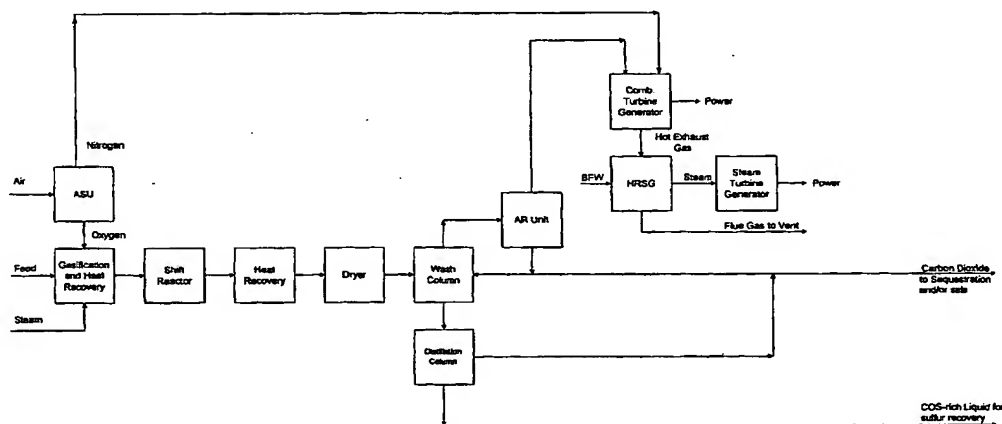 Comb.
Turbine
Generator
Power
Nitrogen
Hot Exhaust
Gas
Air
ASU
BFW
HRSG
Steam
Steam
Turbine
Generator
Power
AR Unit
Flue Gas to Vent
Oxygen
Feed
Gasification
and Heat
Recovery
Shift
Reactor
Heat
Recovery
Dryer
Wash
Column
Carbon Dioxide
to Sequestration
and/or sale
Steam
Distillation
Column
COS-rich Liquid for
sulfur recovery